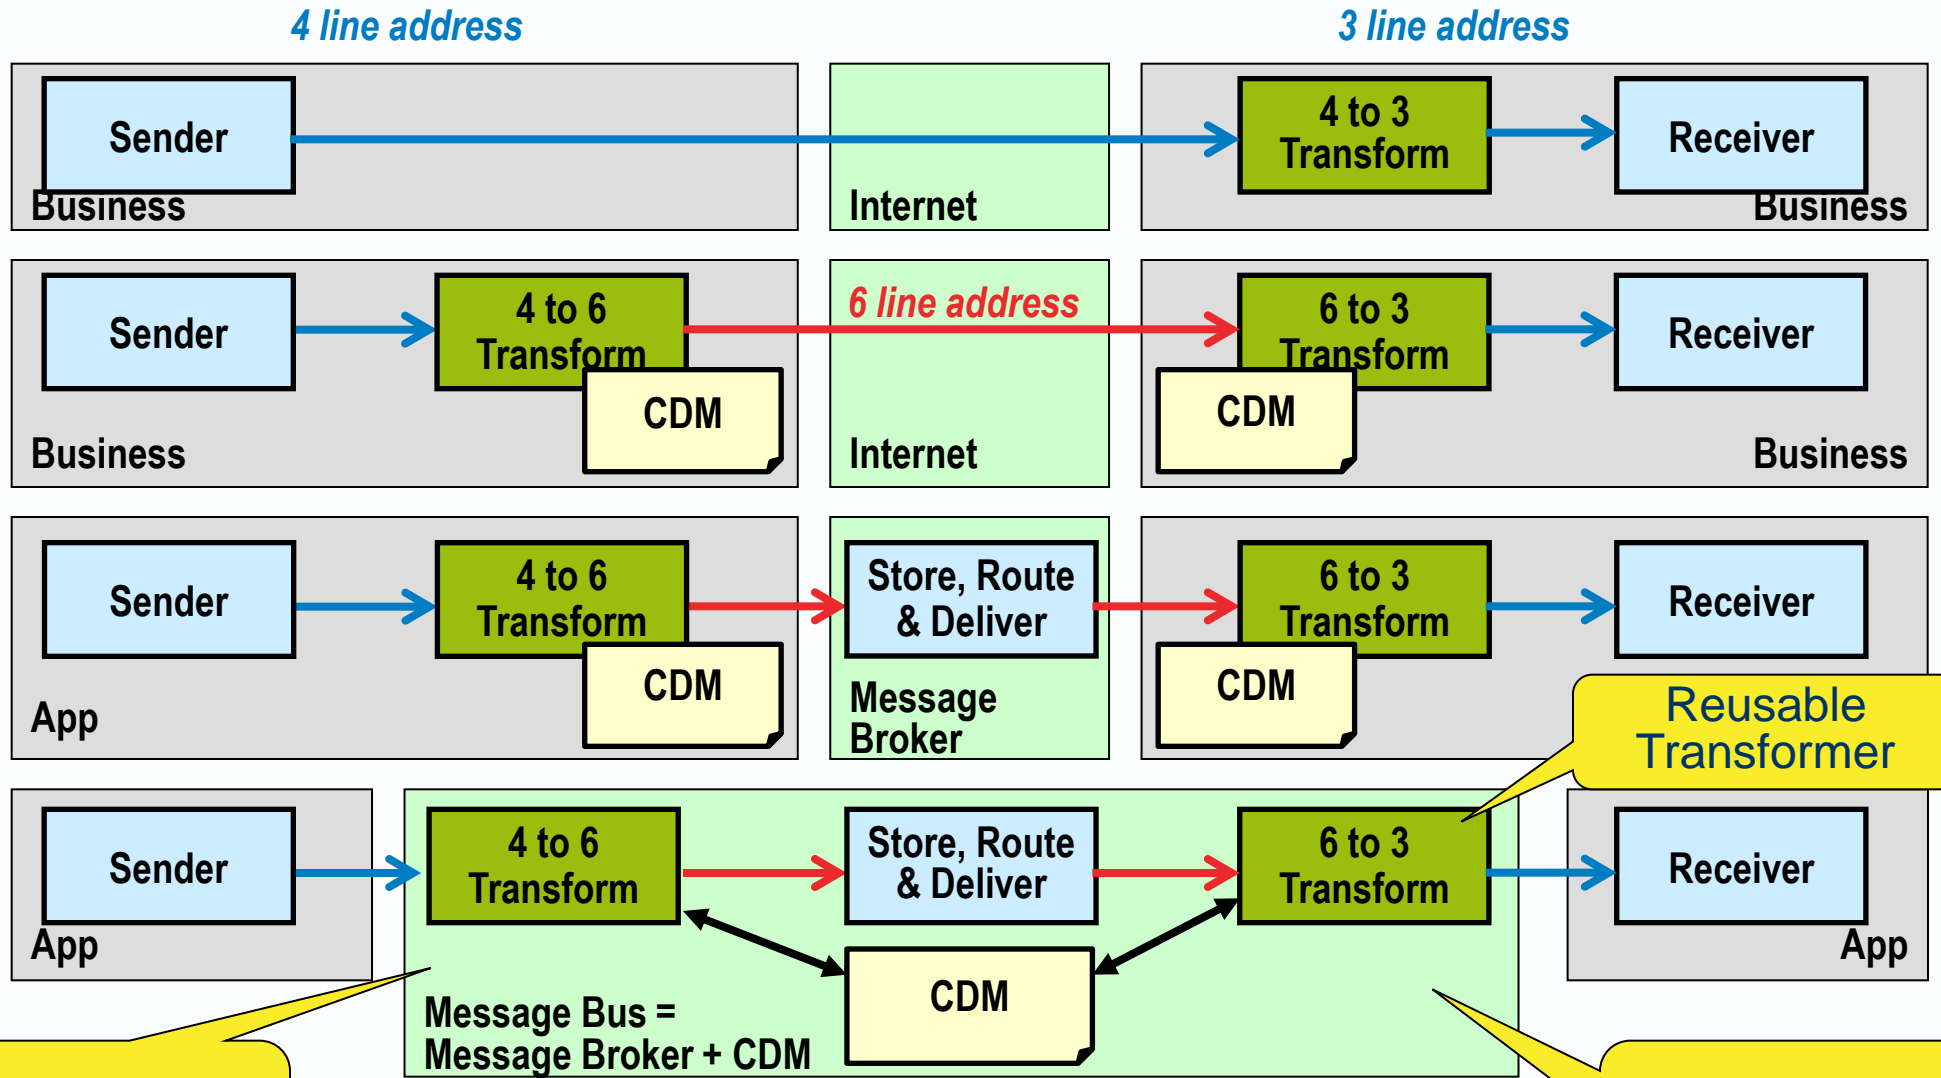 4 line address
3 line address
Sender
4 to 3
Transform
Receiver
Business
Internet
Business
Sender
4 to 6
Transform
CDM
6 line address
6 to 3
Transform
CDM
Receiver
Business
Internet
Business
Sender
4 to 6
Transform
CDM
Store, Route
& Deliver
6 to 3
Transform
CDM
Receiver
App
Message
Broker
Reusable
Transformer
Sender
4 to 6
Transform
Store, Route
& Deliver
6 to 3
Transform
Receiver
App
App
CDM
Message Bus =
Message Broker + CDM